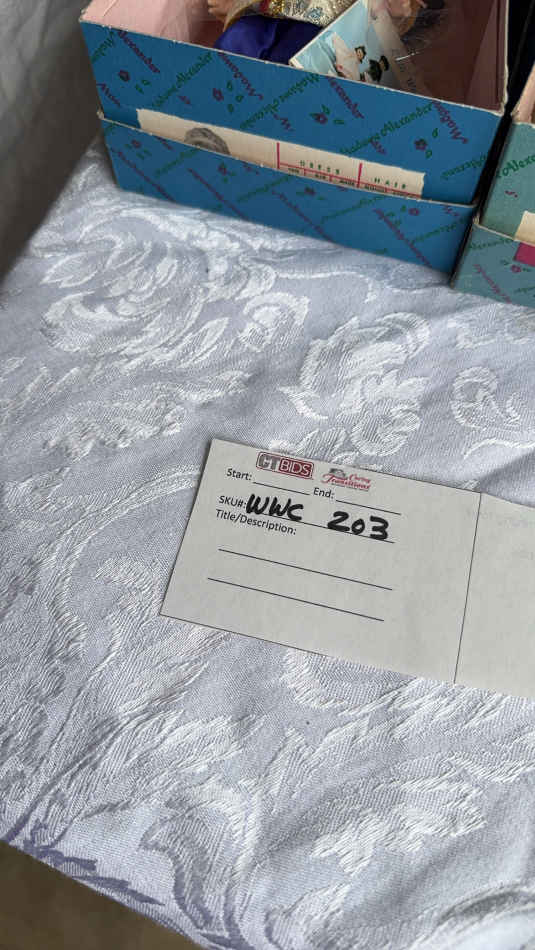 Madame Alexander
DRESS HAIR
CTBIDS Caring Transitions
Start: End:
SKU#: WWC 203
Title/Description: